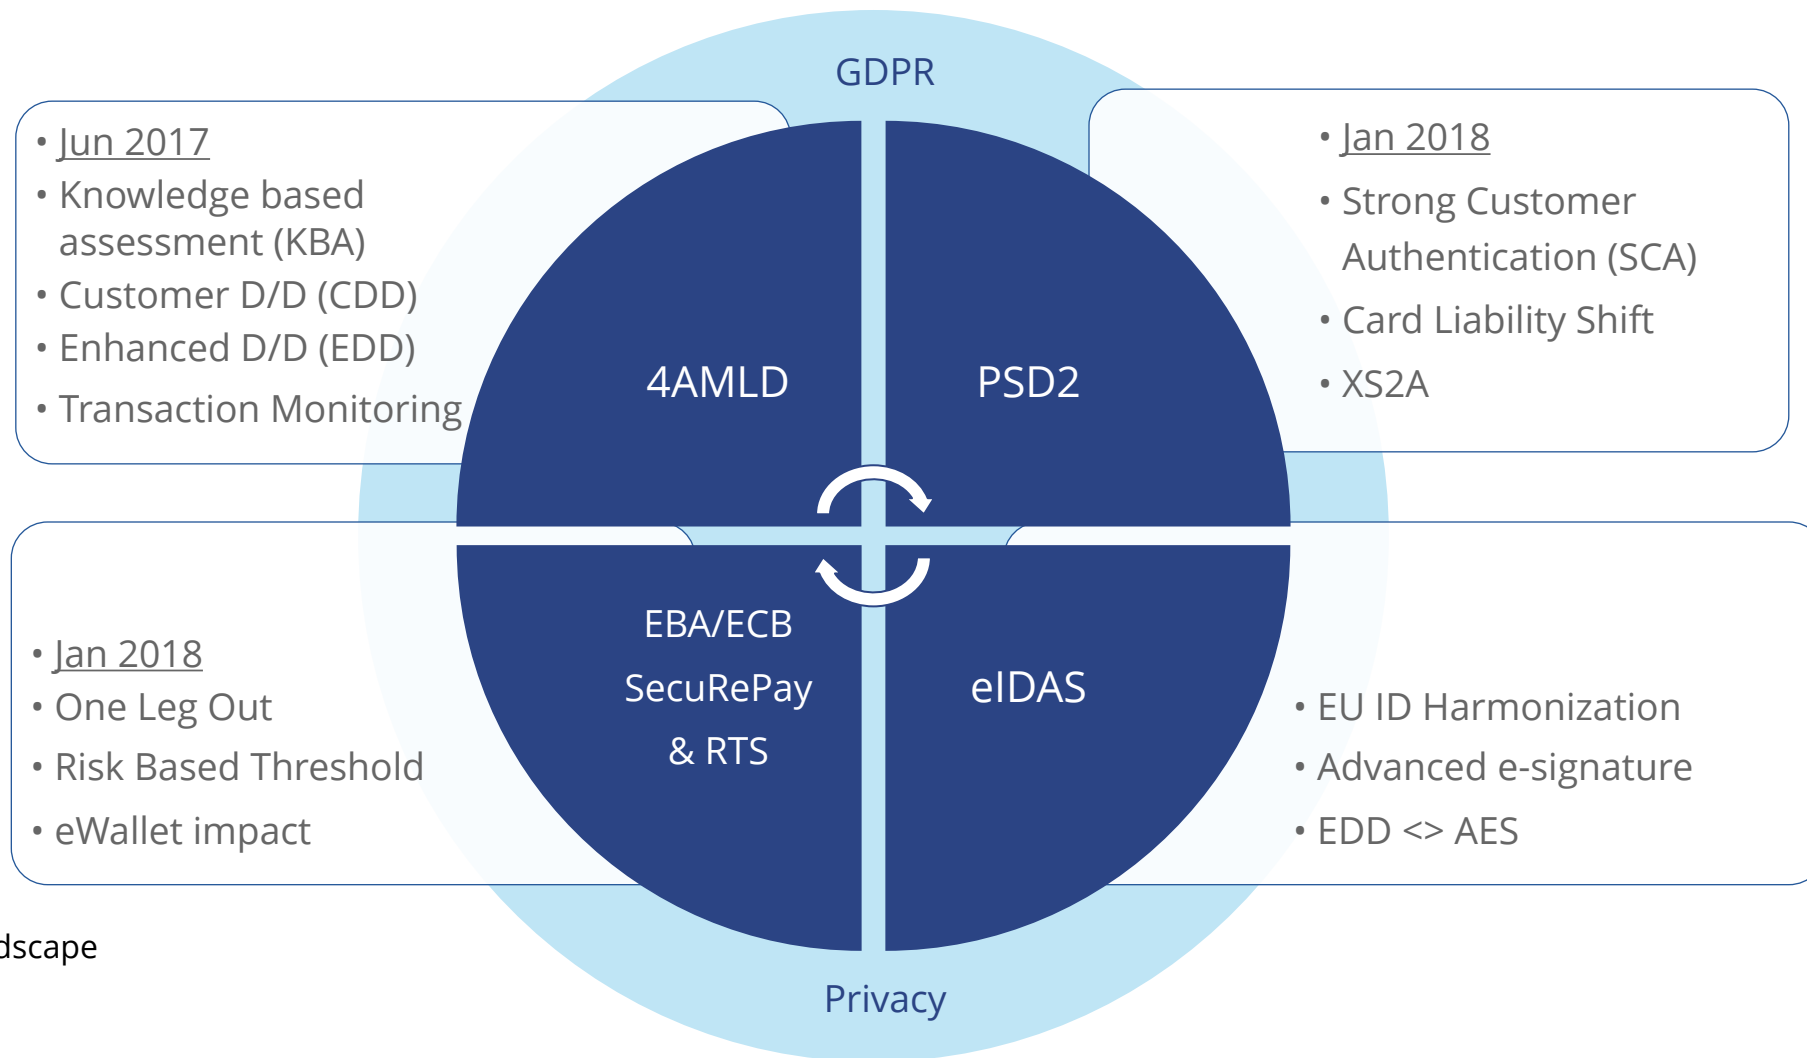 GDPR
• Jun 2017
• Knowledge based
assessment (KBA)
• Customer D/D (CDD)
• Enhanced D/D (EDD)
• Transaction Monitoring
4AMLD
PSD2
• Jan 2018
• Strong Customer
Authentication (SCA)
• Card Liability Shift
• XS2A
• Jan 2018
• One Leg Out
• Risk Based Threshold
• eWallet impact
EBA/ECB
SecuRePay
& RTS
eIDAS
• EU ID Harmonization
• Advanced e-signature
• EDD <> AES
dscape
Privacy